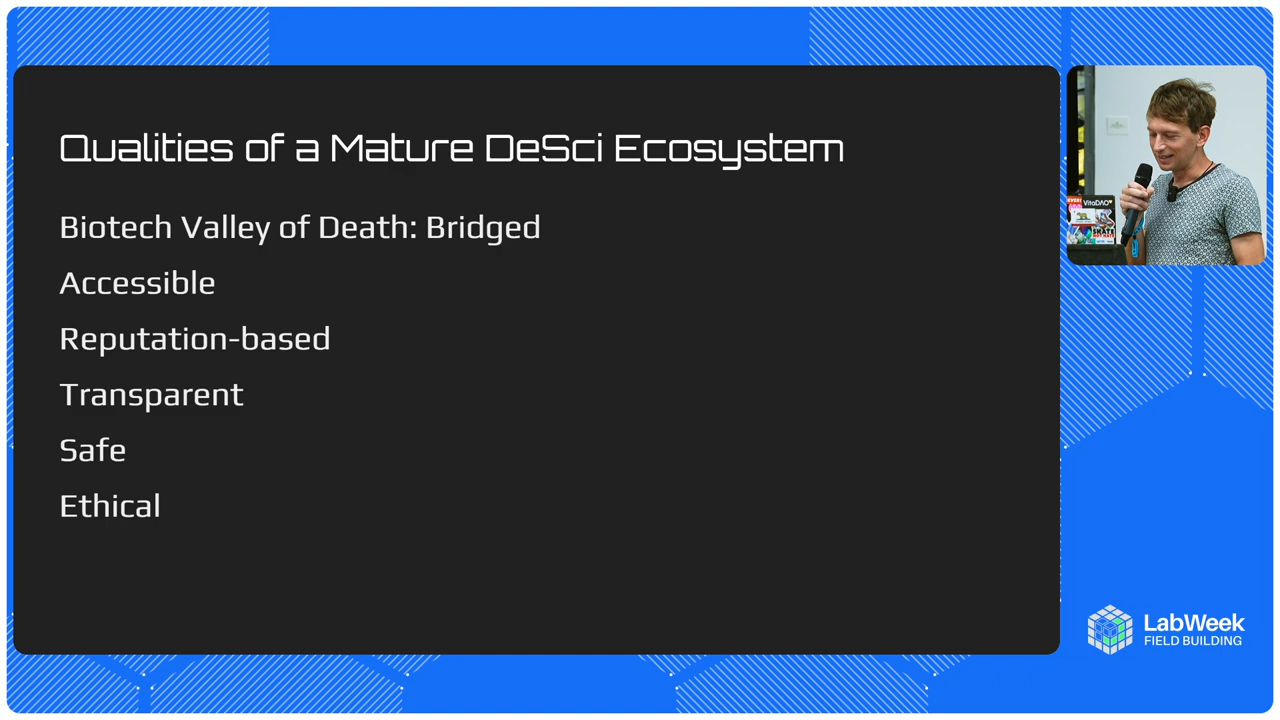 Qualities of a Mature DeSci Ecosystem
Biotech Valley of Death: Bridged
Accessible
Reputation-based
Transparent
Safe
Ethical
VitaDAO
LabWeek
FIELD BUILDING